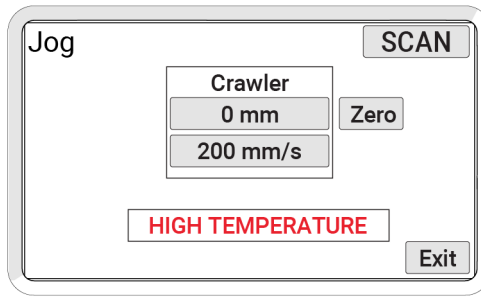 Jog
SCAN
Crawler
0 mm
Zero
200 mm/s
HIGH TEMPERATURE
Exit